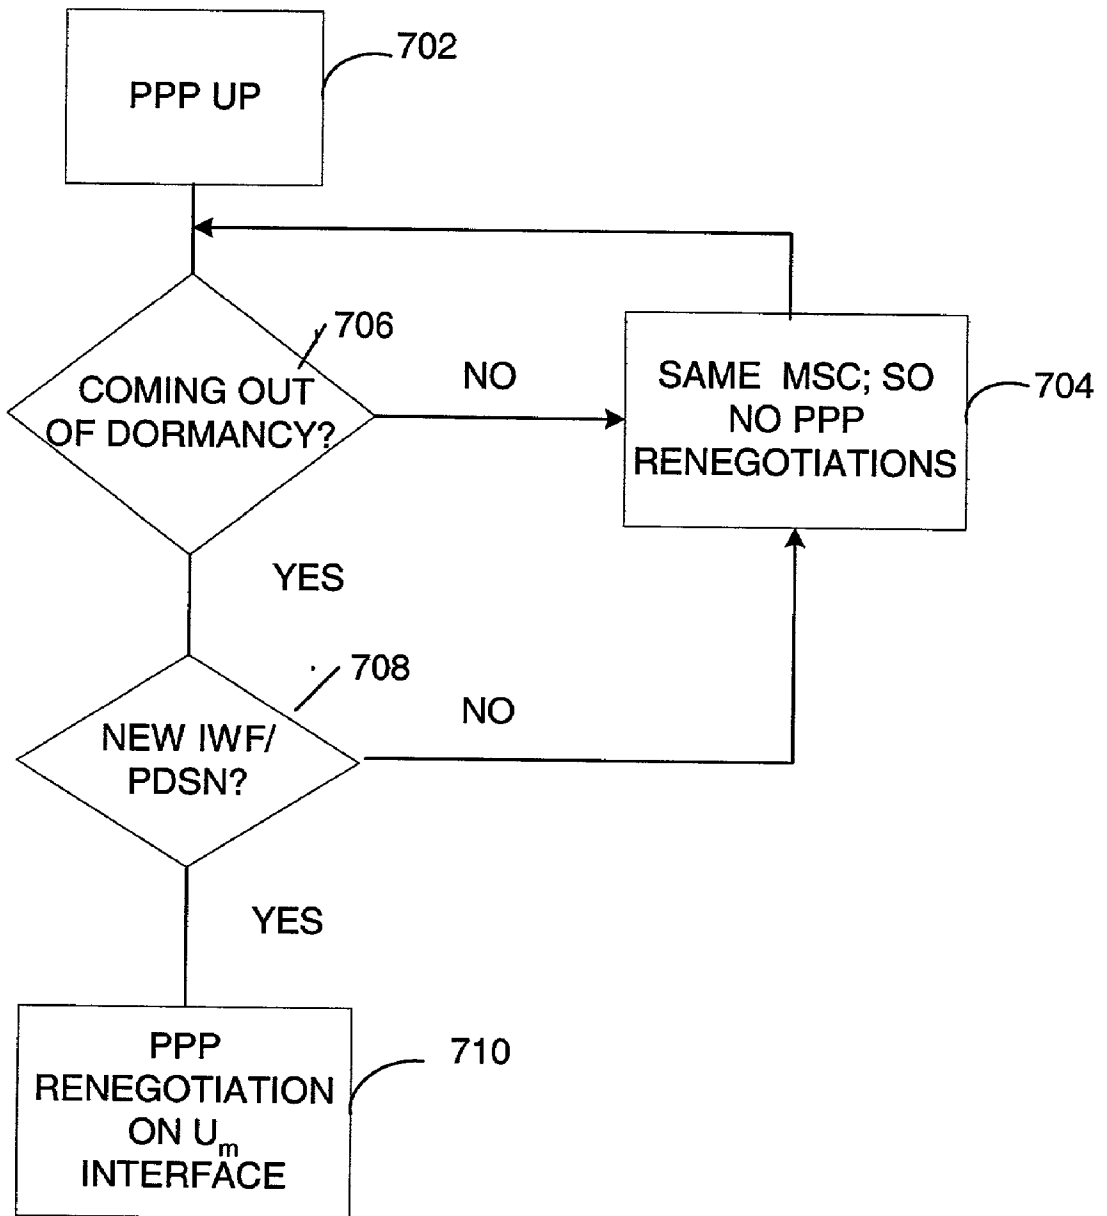 702
PPP UP
706
COMING OUT
OF DORMANCY?
NO
SAME MSC; SO
NO PPP
RENEGOTIATIONS
704
YES
708
NEW IWF/
PDSN?
NO
YES
PPP
RENEGOTIATION
ON Um
INTERFACE
710